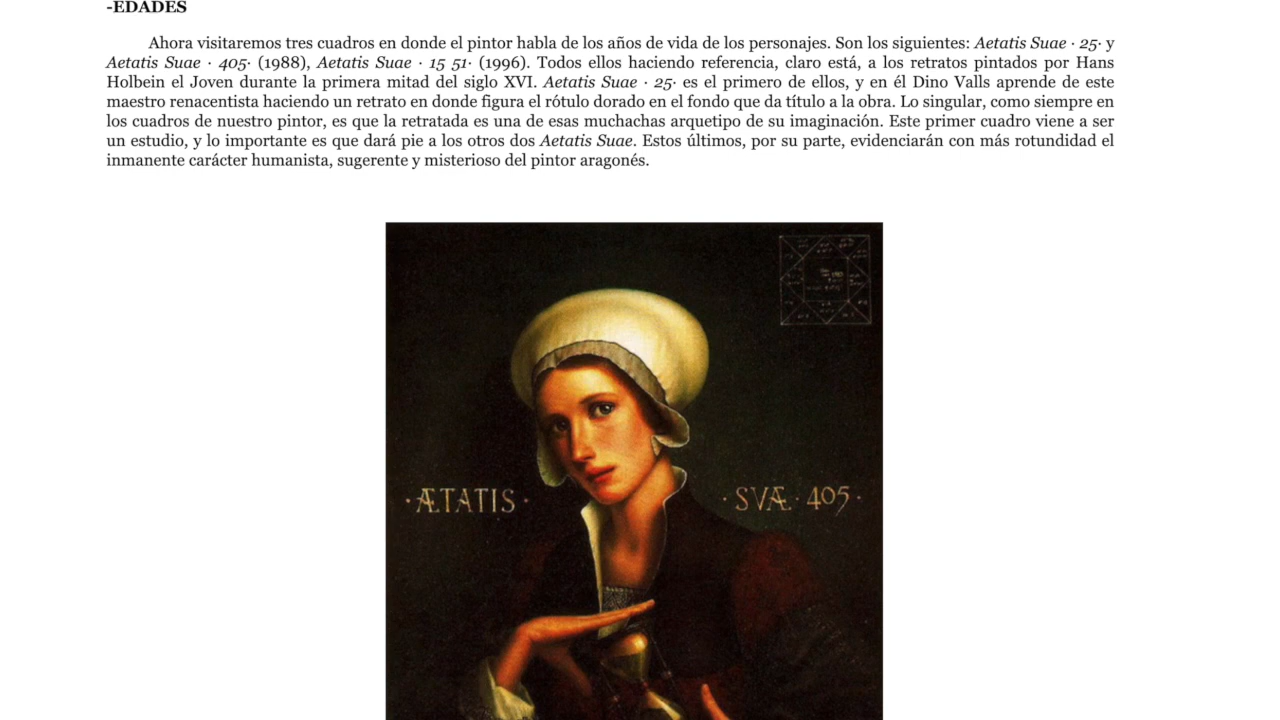 -EDADES
Ahora visitaremos tres cuadros en donde el pintor habla de los años de vida de los personajes. Son los siguientes: Aetatis Suae · 25· y
Aetatis Suae · 405· (1988), Aetatis Suae · 15 51· (1996). Todos ellos haciendo referencia, claro está, a los retratos pintados por Hans
Holbein el Joven durante la primera mitad del siglo XVI. Aetatis Suae · 25· es el primero de ellos, y en él Dino Valls aprende de este
maestro renacentista haciendo un retrato en donde figura el rótulo dorado en el fondo que da título a la obra. Lo singular, como siempre en
los cuadros de nuestro pintor, es que la retratada es una de esas muchachas arquetipo de su imaginación. Este primer cuadro viene a ser
un estudio, y lo importante es que dará pie a los otros dos Aetatis Suae. Estos últimos, por su parte, evidenciarán con más rotundidad el
inmanente carácter humanista, sugerente y misterioso del pintor aragonés.
·ÆTATIS· ·SVÆ·405·